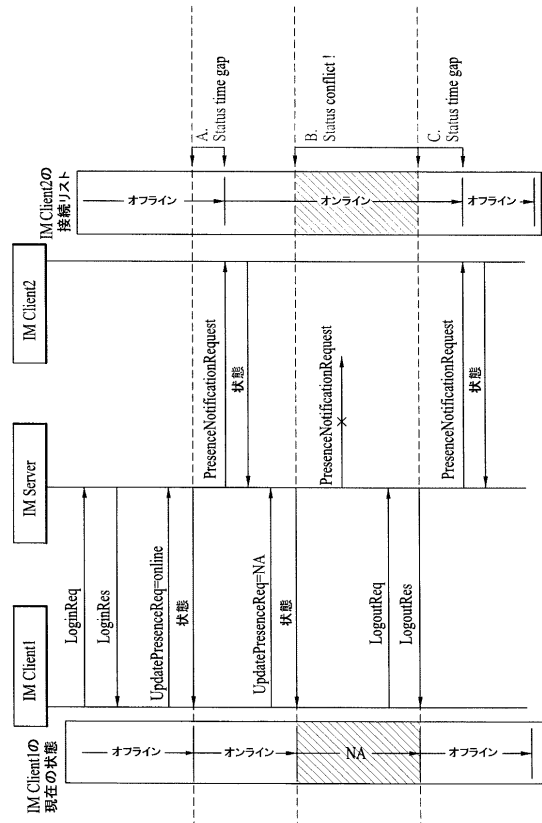 IM Client1の
現在の状態
IM Client1
IM Server
IM Client2
IM Client2の
接続リスト
オフライン
オンライン
NA
オフライン
LoginReq
LoginRes
UpdatePresenceReq=online
状態
UpdatePresenceReq=NA
状態
LogoutReq
LogoutRes
PresenceNotificationRequest
状態
PresenceNotificationRequest
PresenceNotificationRequest
状態
オフライン
オンライン
オフライン
A.
Status time gap
B.
Status conflict !
C.
Status time gap